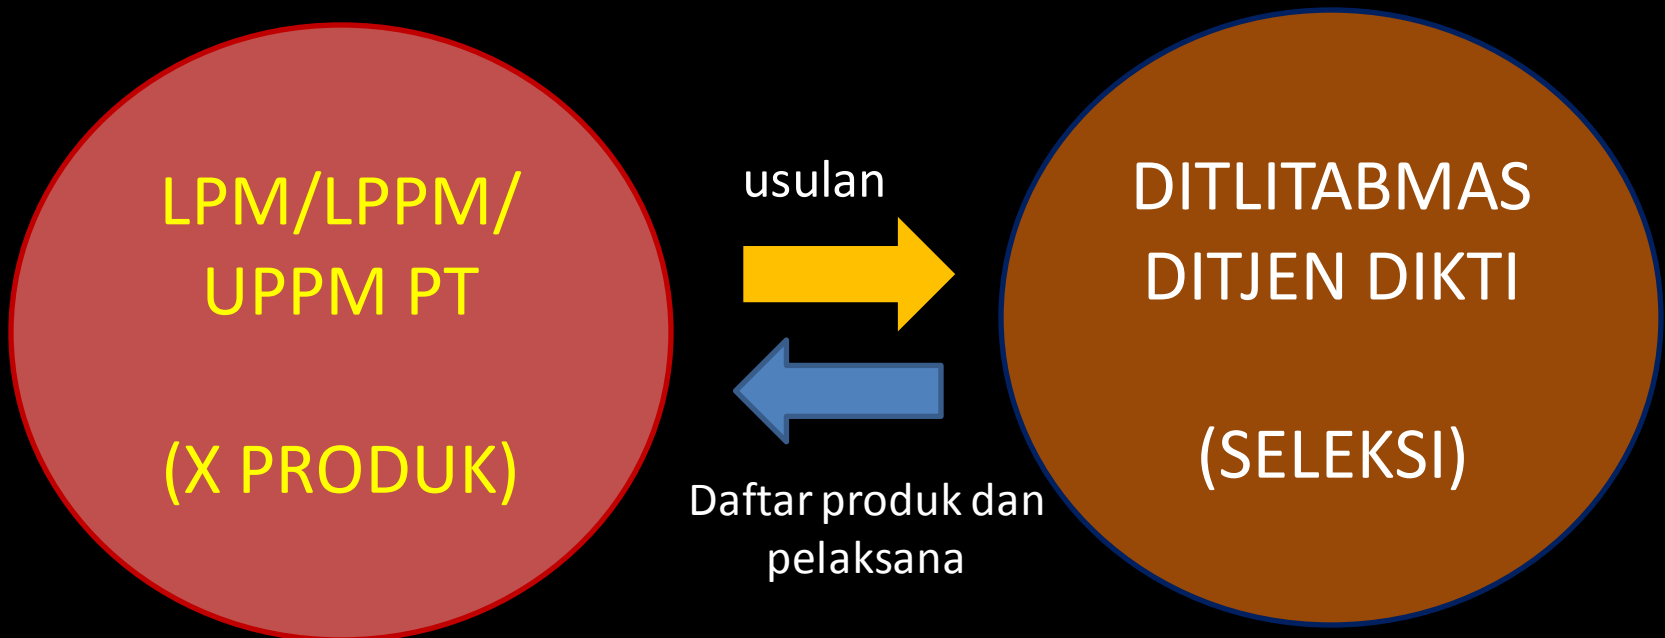 LPM/LPPM/
UPPM PT
(X PRODUK)
usulan
Daftar produk dan
pelaksana
DITLITABMAS
DITJEN DIKTI
(SELEKSI)